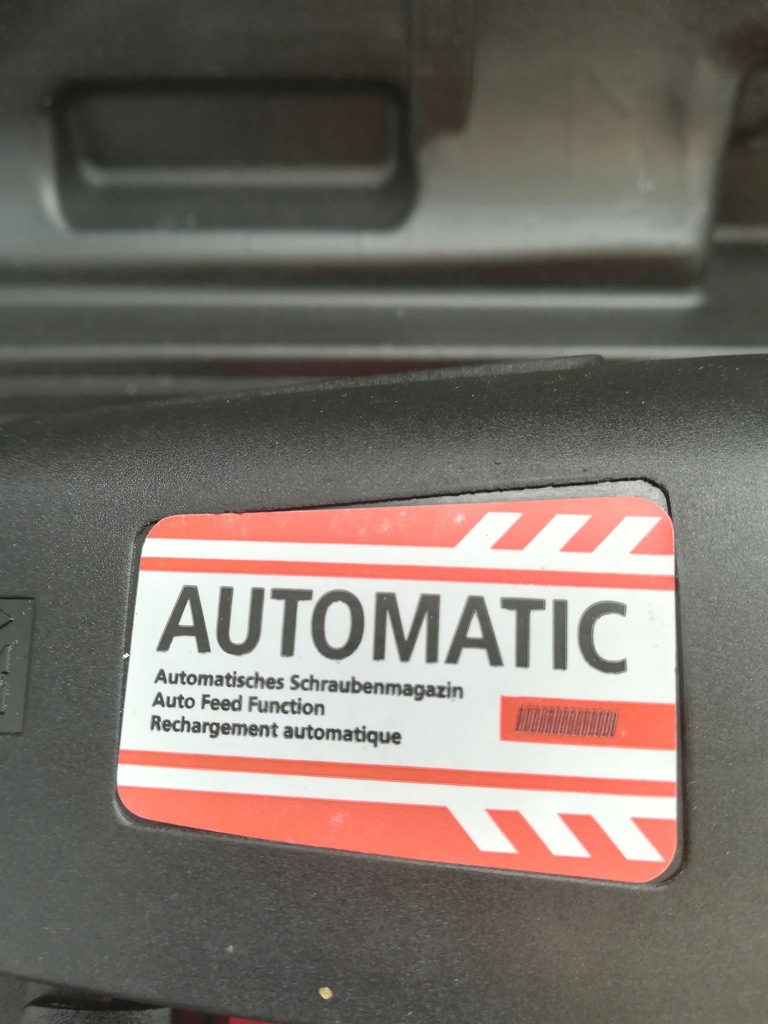 AUTOMATIC
Automatisches Schraubenmagazin
Auto Feed Function
Rechargement automatique